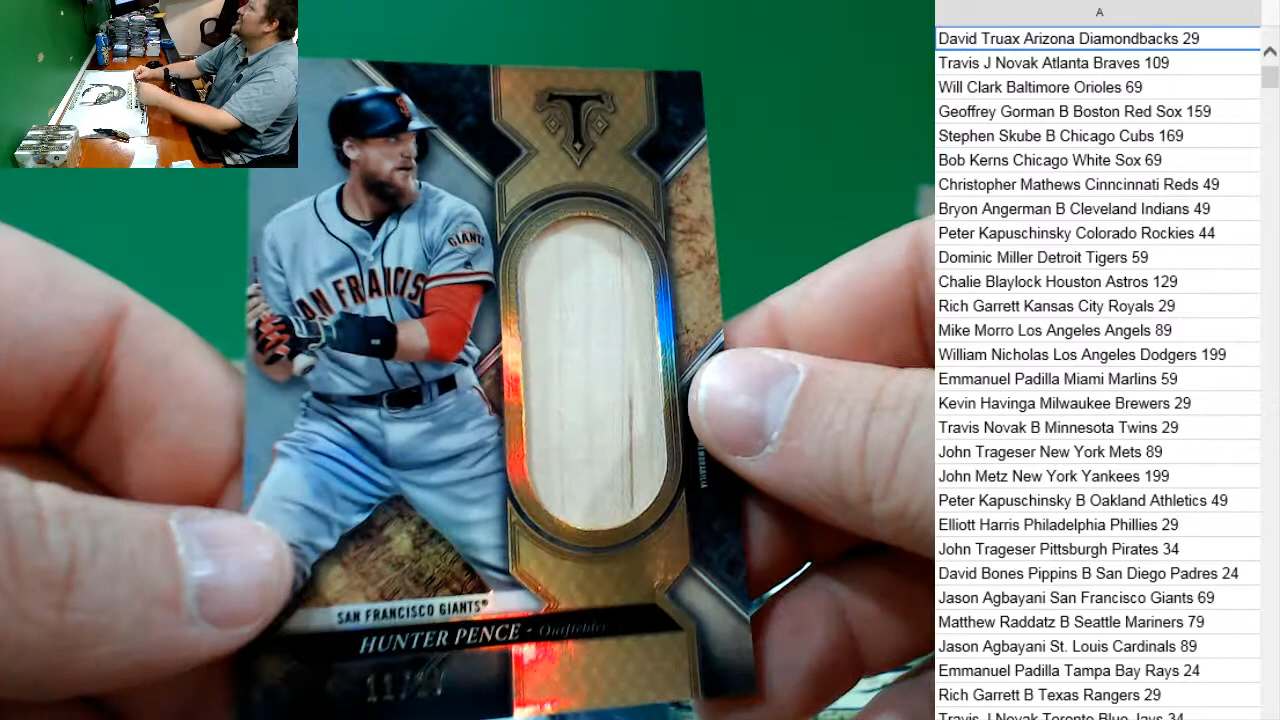 A
David Truax Arizona Diamondbacks 29
Travis J Novak Atlanta Braves 109
Will Clark Baltimore Orioles 69
Geoffrey Gorman B Boston Red Sox 159
Stephen Skube B Chicago Cubs 169
Bob Kerns Chicago White Sox 69
Christopher Mathews Cinncinnati Reds 49
Bryon Angerman B Cleveland Indians 49
Peter Kapuschinsky Colorado Rockies 44
Dominic Miller Detroit Tigers 59
Chalie Blaylock Houston Astros 129
Rich Garrett Kansas City Royals 29
Mike Morro Los Angeles Angels 89
William Nicholas Los Angeles Dodgers 199
Emmanuel Padilla Miami Marlins 59
Kevin Havinga Milwaukee Brewers 29
Travis Novak B Minnesota Twins 29
John Trageser New York Mets 89
John Metz New York Yankees 199
Peter Kapuschinsky B Oakland Athletics 49
Elliott Harris Philadelphia Phillies 29
John Trageser Pittsburgh Pirates 34
David Bones Pippins B San Diego Padres 24
Jason Agbayani San Francisco Giants 69
Matthew Raddatz B Seattle Mariners 79
Jason Agbayani St. Louis Cardinals 89
Emmanuel Padilla Tampa Bay Rays 24
Rich Garrett B Texas Rangers 29
Travis J Novak Toronto Blue Jays 34
T
GIANTS
SAN FRANCIS
SAN FRANCISCO GIANTS
HUNTER PENCE - Outfielder